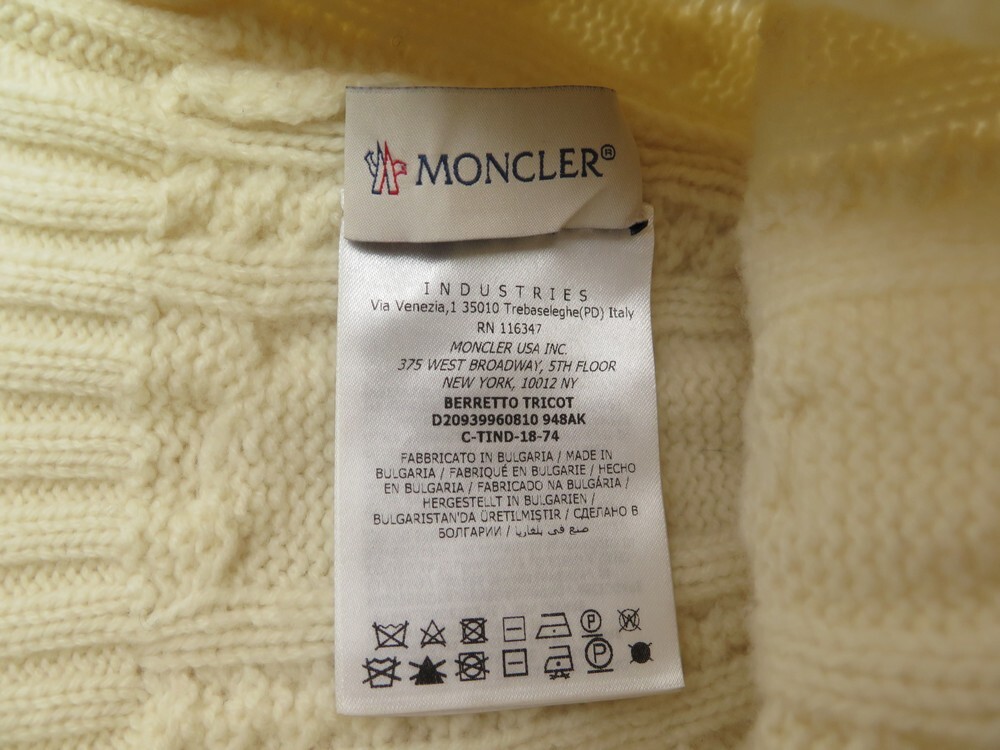 MONCLER®
INDUSTRIES
Via Venezia,1 35010 Trebaseleghe(PD) Italy
RN 116347
MONCLER USA INC.
375 WEST BROADWAY, 5TH FLOOR
NEW YORK, 10012 NY
BERRETTO TRICOT
D20939960810 948AK
C-TIND-18-74
FABBRICATO IN BULGARIA / MADE IN
BULGARIA / FABRIQUÉ EN BULGARIE / HECHO
EN BULGARIA / FABRICADO NA BULGÁRIA /
HERGESTELLT IN BULGARIEN /
BULGARISTAN'DA ÜRETILMIŞTIR / СДЕЛАНО В
БОЛГАРИИ / صنع في بلغاريا
P W
P